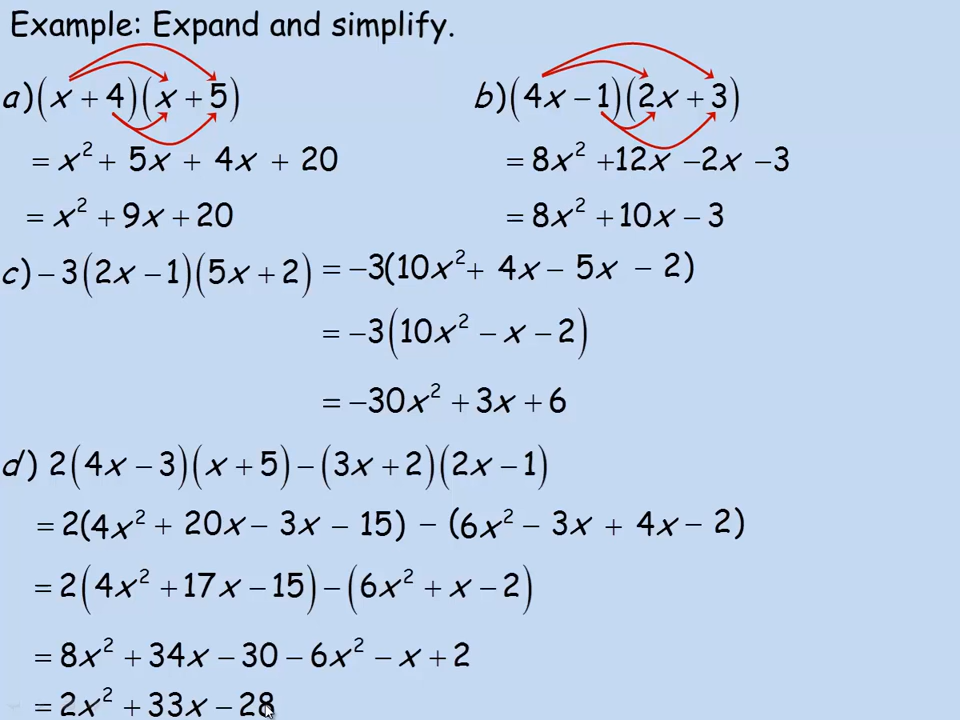 Example: Expand and simplify.
a) (x + 4)(x + 5)
= x² + 5x + 4x + 20
= x² + 9x + 20
b) (4x − 1)(2x + 3)
= 8x² +12x −2x −3
= 8x² + 10x − 3
c) −3(2x − 1)(5x + 2) = −3(10x² + 4x − 5x − 2)
= −3(10x² − x − 2)
= −30x² + 3x + 6
d) 2(4x − 3)(x + 5) − (3x + 2)(2x − 1)
= 2(4x² + 20x − 3x − 15) − (6x² − 3x + 4x − 2)
= 2(4x² + 17x − 15) − (6x² + x − 2)
= 8x² + 34x − 30 − 6x² − x + 2
= 2x² + 33x − 28